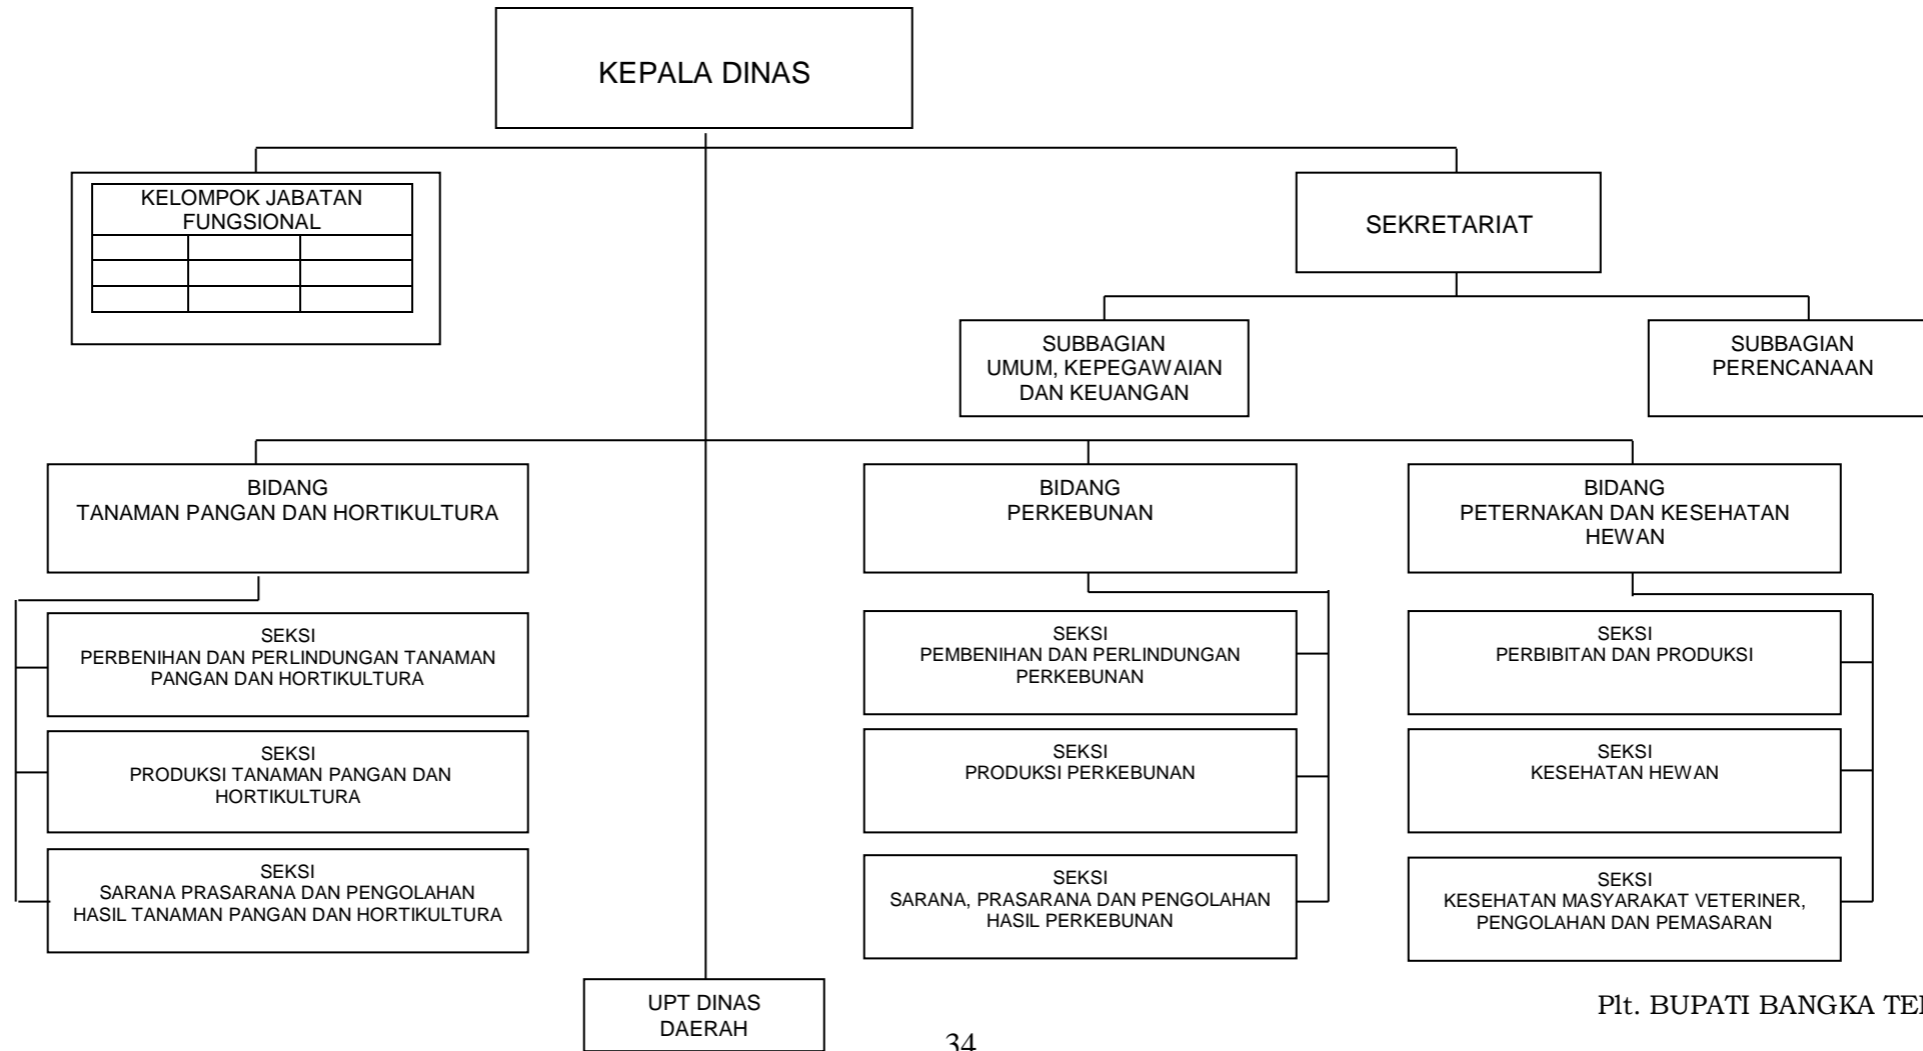 KEPALA DINAS
KELOMPOK JABATAN
FUNGSIONAL
SEKRETARIAT
SUBBAGIAN
UMUM, KEPEGAWAIAN
DAN KEUANGAN
SUBBAGIAN
PERENCANAAN
BIDANG
TANAMAN PANGAN DAN HORTIKULTURA
BIDANG
PERKEBUNAN
BIDANG
PETERNAKAN DAN KESEHATAN
HEWAN
SEKSI
PERBENIHAN DAN PERLINDUNGAN TANAMAN
PANGAN DAN HORTIKULTURA
SEKSI
PEMBENIHAN DAN PERLINDUNGAN
PERKEBUNAN
SEKSI
PERBIBITAN DAN PRODUKSI
SEKSI
PRODUKSI TANAMAN PANGAN DAN
HORTIKULTURA
SEKSI
PRODUKSI PERKEBUNAN
SEKSI
KESEHATAN HEWAN
SEKSI
SARANA PRASARANA DAN PENGOLAHAN
HASIL TANAMAN PANGAN DAN HORTIKULTURA
SEKSI
SARANA, PRASARANA DAN PENGOLAHAN
HASIL PERKEBUNAN
SEKSI
KESEHATAN MASYARAKAT VETERINER,
PENGOLAHAN DAN PEMASARAN
UPT DINAS
DAERAH
Plt. BUPATI BANGKA
34